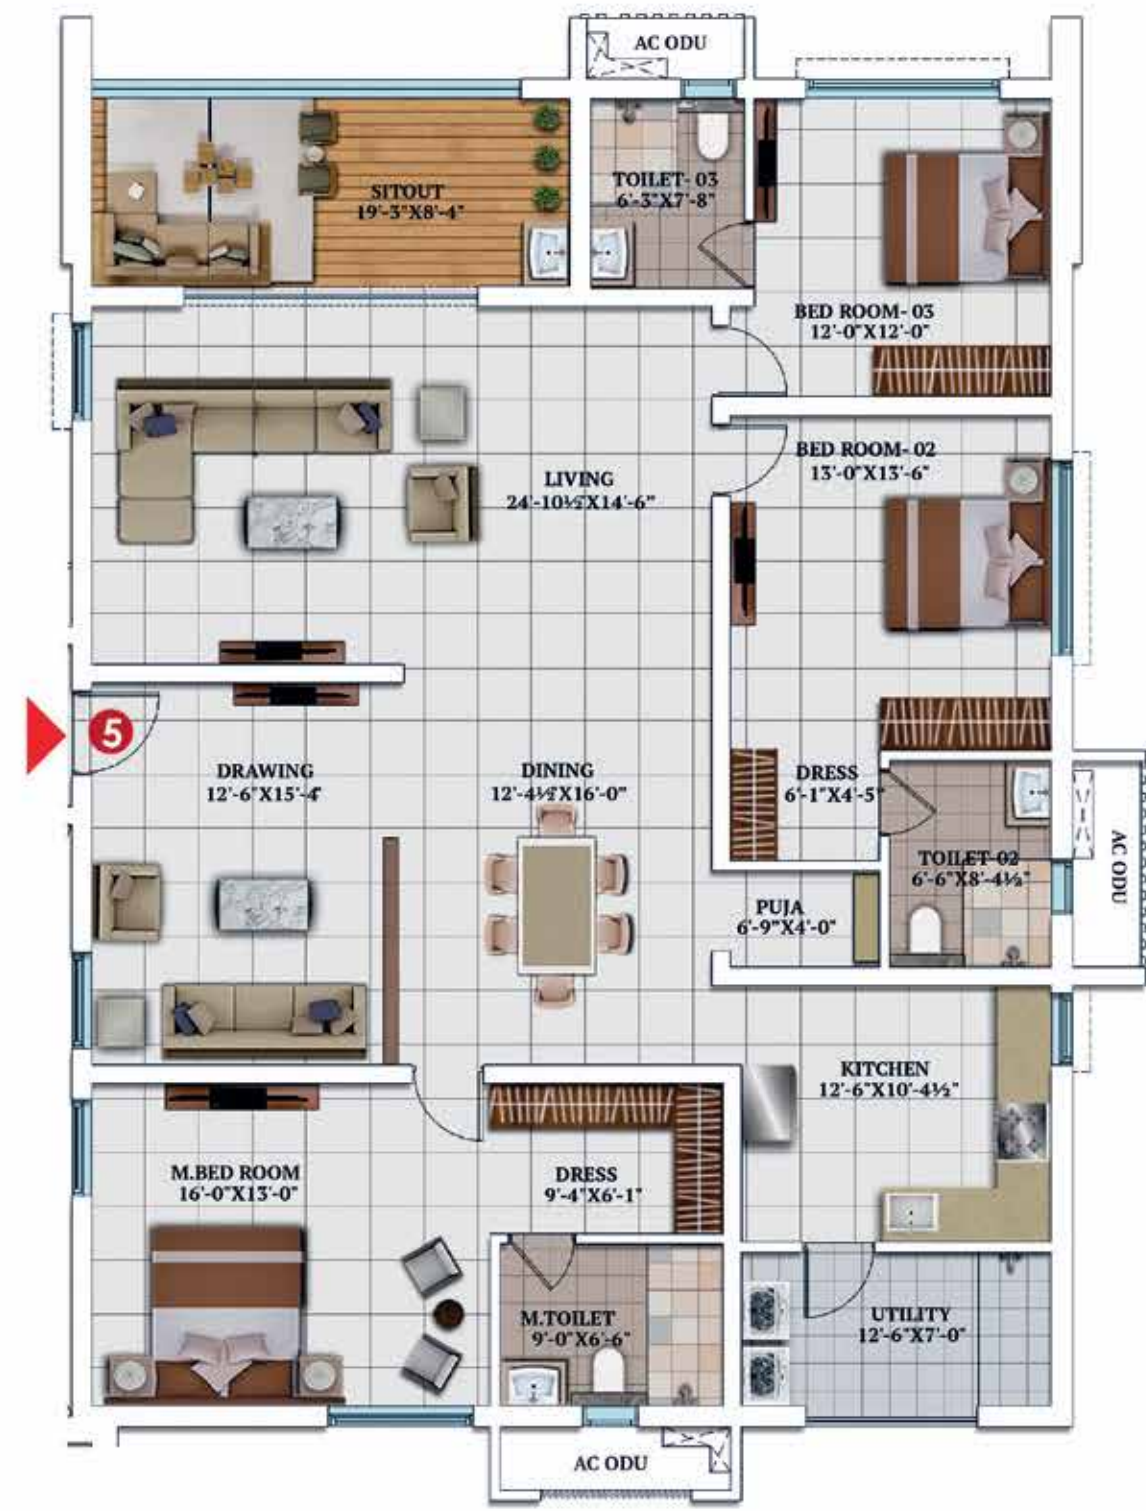 AC ODU
SITOUT
19'-3"X8'-4"
TOILET- 03
6'-3"X7'-8"
BED ROOM- 03
12'-0"X12'-0"
BED ROOM- 02
13'-0"X13'-6"
LIVING
24'-10½"X14'-6"
5
DRAWING
12'-6"X15'-4'
DINING
12'-4½"X16'-0"
DRESS
6'-1"X4'-5"
TOILET-02
6'-6"X8'-4½"
AC ODU
PUJA
6'-9"X4'-0"
KITCHEN
12'-6"X10'-4½"
M.BED ROOM
16'-0"X13'-0"
DRESS
9'-4"X6'-1"
M.TOILET
9'-0"X6'-6"
UTILITY
12'-6"X7'-0"
AC ODU